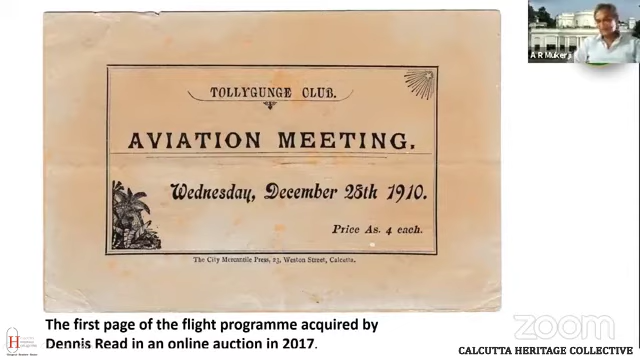 TOLLYGUNGE CLUB.
AVIATION MEETING.
Wednesday, December 28th 1910.
Price As. 4 each.
The City Mercantile Press, 23, Weston Street, Calcutta.
The first page of the flight programme acquired by
Dennis Read in an online auction in 2017.
A R Mukerji
zoom
CALCUTTA HERITAGE COLLECTIVE